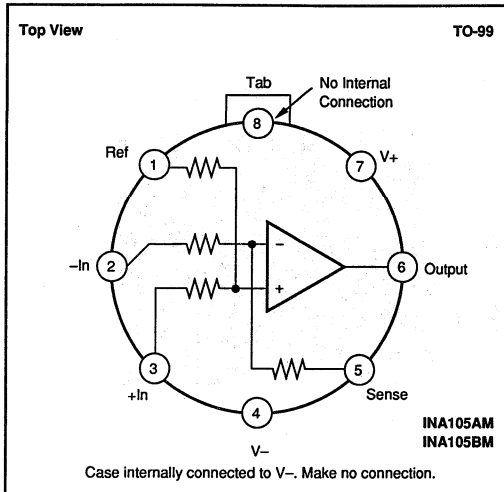 Top View
TO-99
Tab
No Internal
Connection
8
Ref
1
7
V+
–In
2
–
+
6
Output
3
+In
5
Sense
4
V–
INA105AM
INA105BM
Case internally connected to V–. Make no connection.